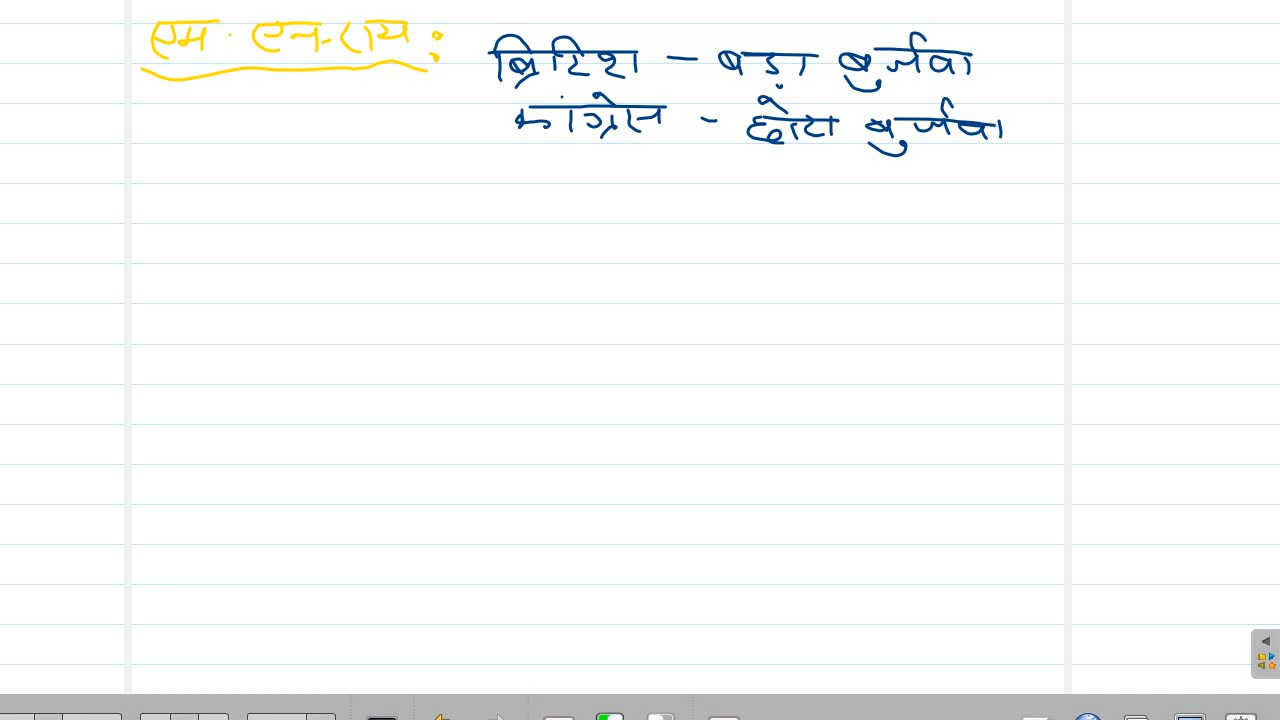 एम. एन. राय :
ब्रिटिश - बड़ा बुर्जवा
कांग्रेस - छोटा बुर्जवा